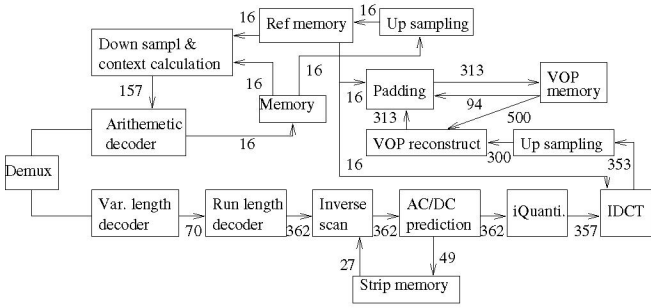 16
Ref memory
16
Up sampling
Down sampl &
context calculation
16
16
313
VOP
memory
157
Memory
16
Padding
94
313
500
Arithemetic
decoder
16
VOP reconstruct
300
Up sampling
Demux
16
353
Var. length
decoder
70
Run length
decoder
362
Inverse
scan
362
AC/DC
prediction
362
iQuanti.
357
IDCT
27
49
Strip memory